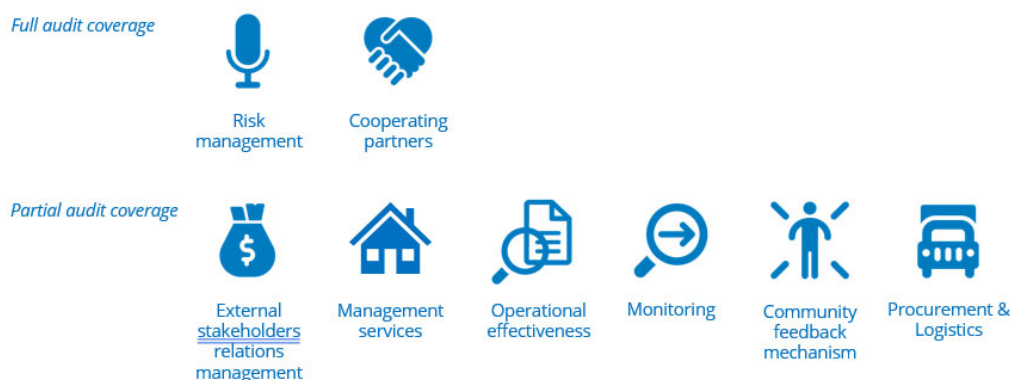 Full audit coverage
Risk
management
Cooperating
partners
Partial audit coverage
$
External
stakeholders
relations
management
Management
services
Operational
effectiveness
Monitoring
Community
feedback
mechanism
Procurement &
Logistics